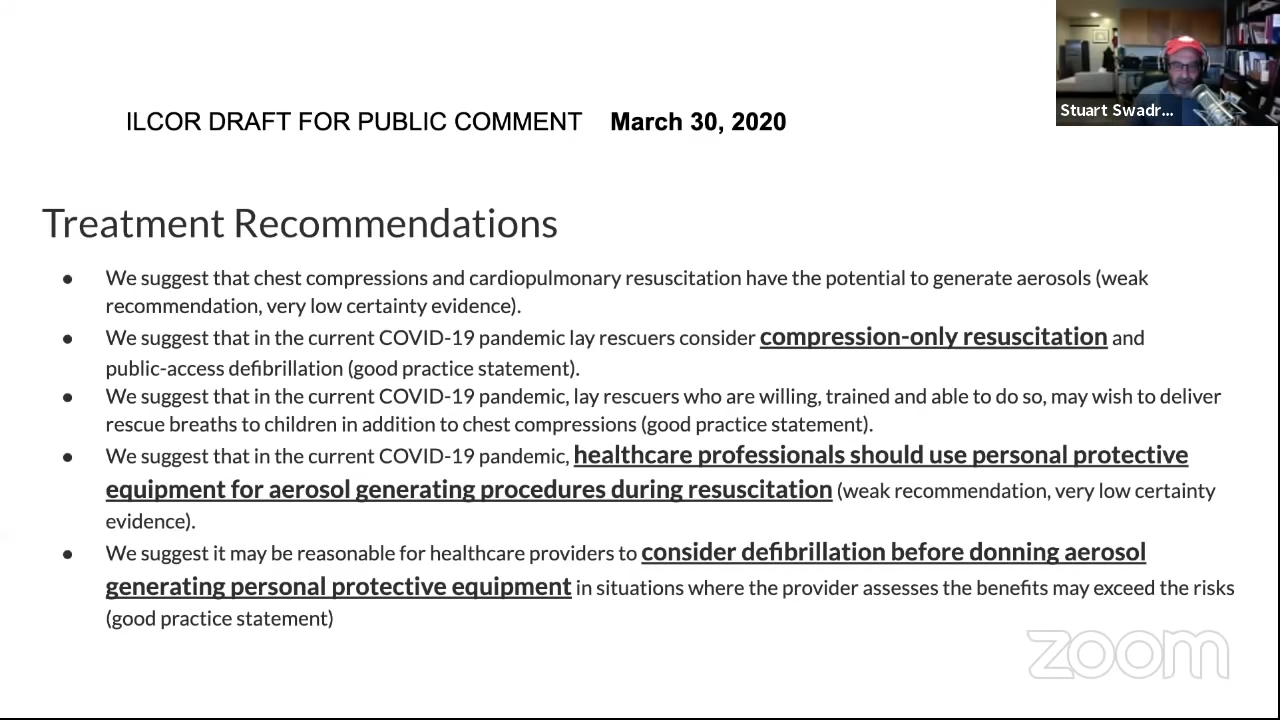 Stuart Swadr...
ILCOR DRAFT FOR PUBLIC COMMENT March 30, 2020
Treatment Recommendations
● We suggest that chest compressions and cardiopulmonary resuscitation have the potential to generate aerosols (weak
recommendation, very low certainty evidence).
● We suggest that in the current COVID-19 pandemic lay rescuers consider compression-only resuscitation and
public-access defibrillation (good practice statement).
● We suggest that in the current COVID-19 pandemic, lay rescuers who are willing, trained and able to do so, may wish to deliver
rescue breaths to children in addition to chest compressions (good practice statement).
● We suggest that in the current COVID-19 pandemic, healthcare professionals should use personal protective
equipment for aerosol generating procedures during resuscitation (weak recommendation, very low certainty
evidence).
● We suggest it may be reasonable for healthcare providers to consider defibrillation before donning aerosol
generating personal protective equipment in situations where the provider assesses the benefits may exceed the risks
(good practice statement)
zoom